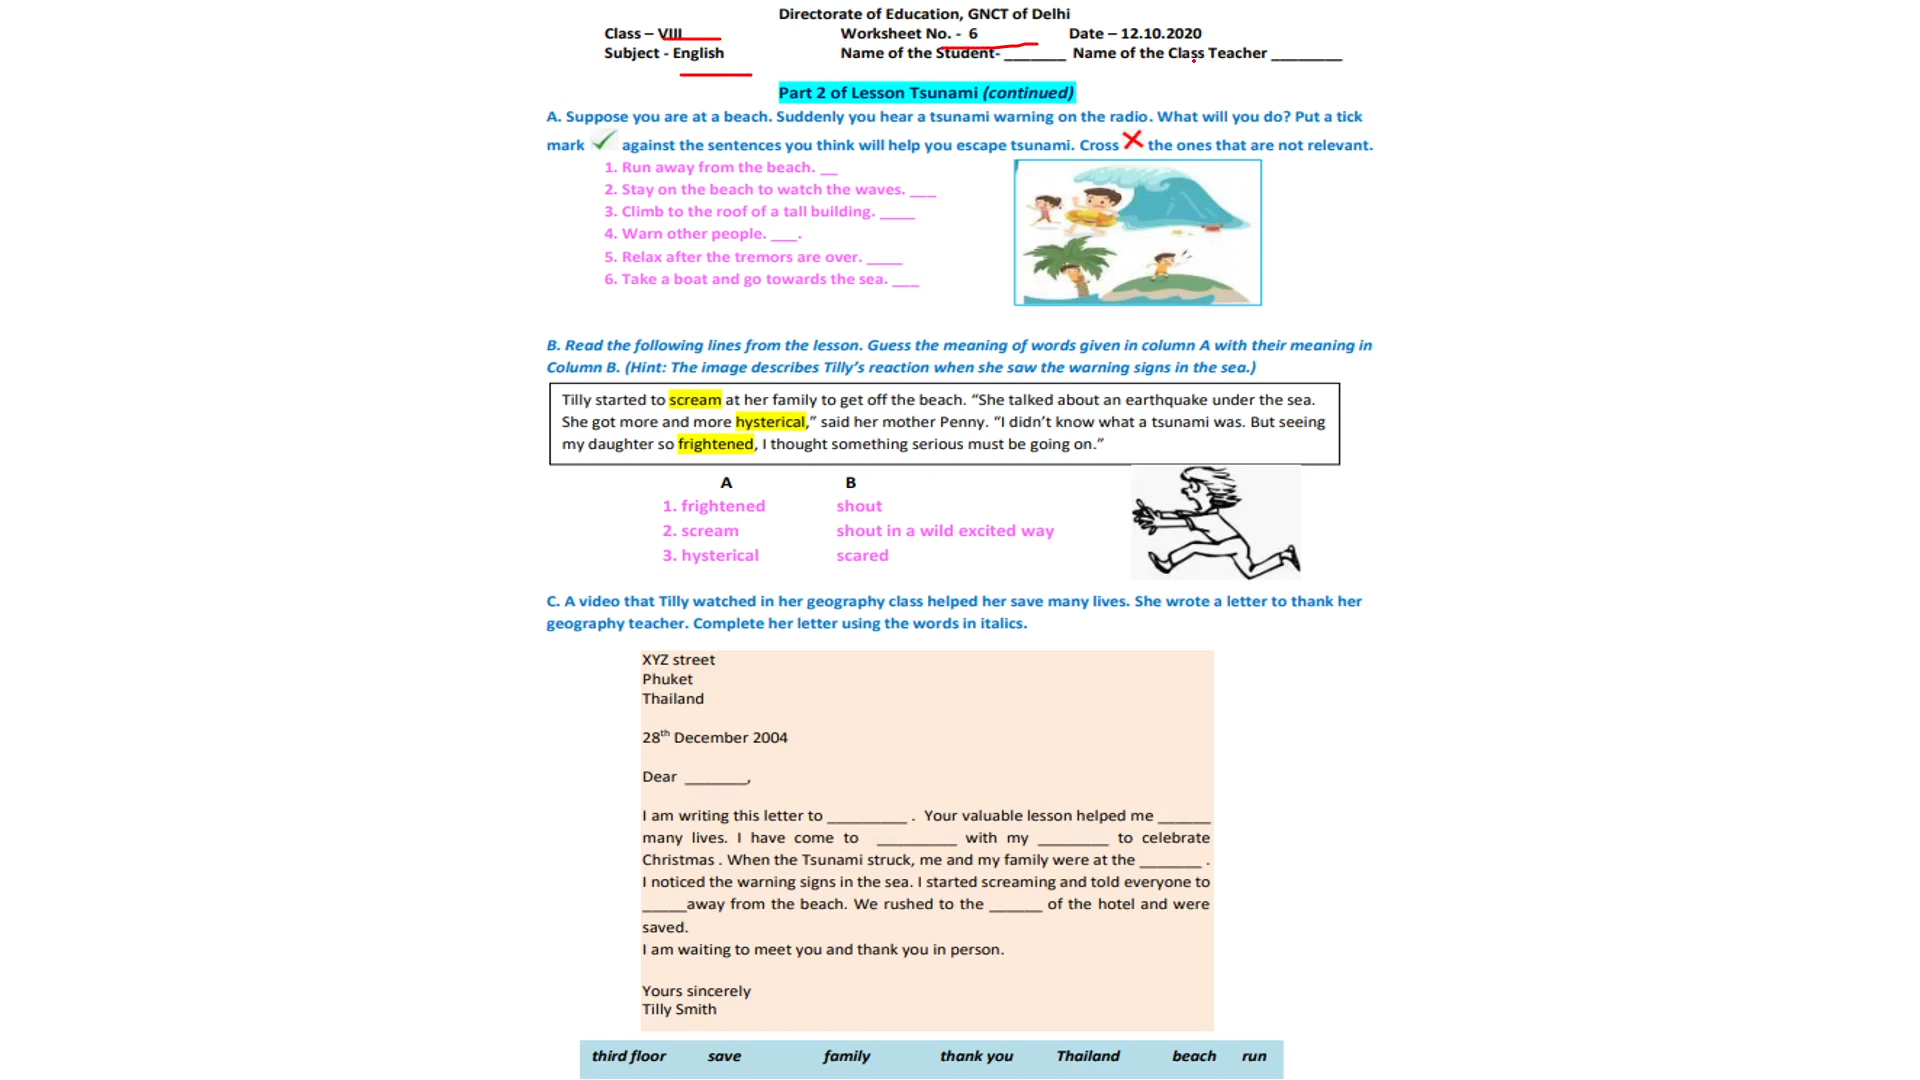 Directorate of Education, GNCT of Delhi
Class – VIII Worksheet No. - 6 Date – 12.10.2020
Subject - English Name of the Student- _______ Name of the Class Teacher ________
Part 2 of Lesson Tsunami (continued)
A. Suppose you are at a beach. Suddenly you hear a tsunami warning on the radio. What will you do? Put a tick
mark ✓ against the sentences you think will help you escape tsunami. Cross ✗ the ones that are not relevant.
1. Run away from the beach. __
2. Stay on the beach to watch the waves. ___
3. Climb to the roof of a tall building. ____
4. Warn other people. ___.
5. Relax after the tremors are over. ____
6. Take a boat and go towards the sea. ___
B. Read the following lines from the lesson. Guess the meaning of words given in column A with their meaning in
Column B. (Hint: The image describes Tilly’s reaction when she saw the warning signs in the sea.)
Tilly started to scream at her family to get off the beach. “She talked about an earthquake under the sea.
She got more and more hysterical,” said her mother Penny. “I didn’t know what a tsunami was. But seeing
my daughter so frightened, I thought something serious must be going on.”
A B
1. frightened shout
2. scream shout in a wild excited way
3. hysterical scared
C. A video that Tilly watched in her geography class helped her save many lives. She wrote a letter to thank her
geography teacher. Complete her letter using the words in italics.
XYZ street
Phuket
Thailand
28th December 2004
Dear _______,
I am writing this letter to _________ . Your valuable lesson helped me ______
many lives. I have come to _________ with my ________ to celebrate
Christmas . When the Tsunami struck, me and my family were at the _______ .
I noticed the warning signs in the sea. I started screaming and told everyone to
_____away from the beach. We rushed to the ______ of the hotel and were
saved.
I am waiting to meet you and thank you in person.
Yours sincerely
Tilly Smith
third floor save family thank you Thailand beach run